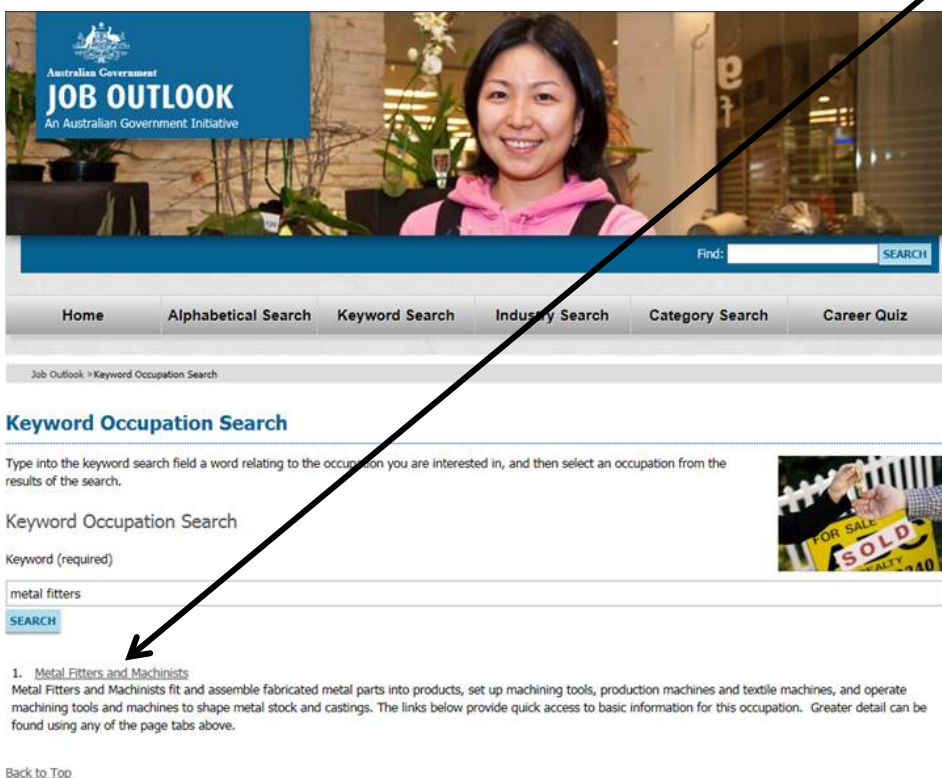 Australian Government
JOB OUTLOOK
An Australian Government Initiative
Find:
SEARCH
Home Alphabetical Search Keyword Search Industry Search Category Search Career Quiz
Job Outlook >Keyword Occupation Search
Keyword Occupation Search
Type into the keyword search field a word relating to the occupation you are interested in, and then select an occupation from the
results of the search.
Keyword Occupation Search
Keyword (required)
FOR SALE
SOLD
metal fitters
SEARCH
1. Metal Fitters and Machinists
Metal Fitters and Machinists fit and assemble fabricated metal parts into products, set up machining tools, production machines and textile machines, and operate
machining tools and machines to shape metal stock and castings. The links below provide quick access to basic information for this occupation. Greater detail can be
found using any of the page tabs above.
Back to Top